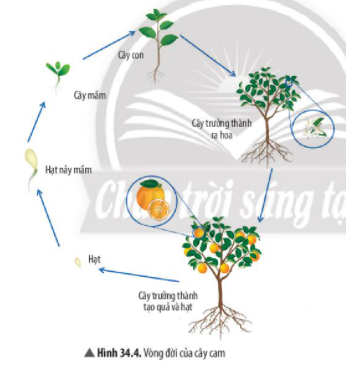 Cây con
Cây mầm
Cây trưởng thành
ra hoa
Hạt nảy mầm
Chân trời sáng tạ
Hạt
Cây trưởng thành
tạo quả và hạt
▲ Hình 34.4. Vòng đời của cây cam